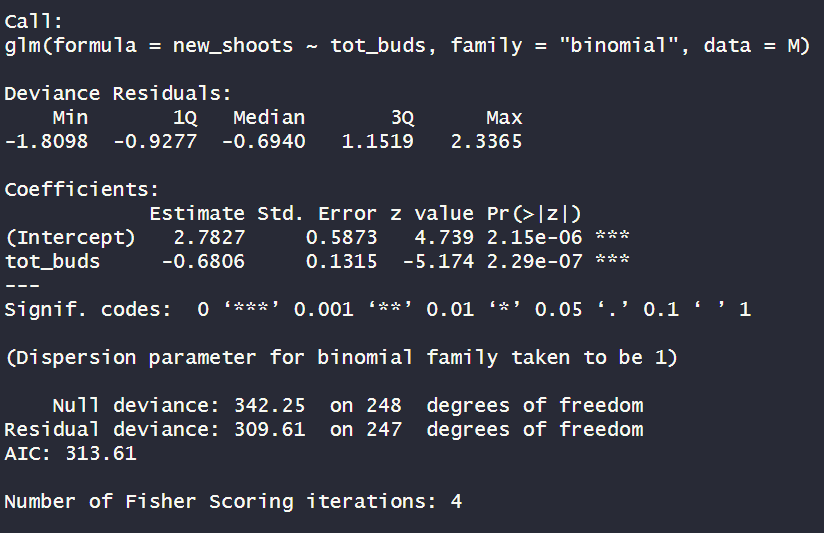 Call:
glm(formula = new_shoots ~ tot_buds, family = "binomial", data = M)
Deviance Residuals:
    Min       1Q   Median       3Q      Max
-1.8098  -0.9277  -0.6940   1.1519   2.3365
Coefficients:
            Estimate Std. Error z value Pr(>|z|)
(Intercept)   2.7827     0.5873   4.739 2.15e-06 ***
tot_buds     -0.6806     0.1315  -5.174 2.29e-07 ***
---
Signif. codes:  0 ‘***’ 0.001 ‘**’ 0.01 ‘*’ 0.05 ‘.’ 0.1 ‘ ’ 1
(Dispersion parameter for binomial family taken to be 1)
    Null deviance: 342.25  on 248  degrees of freedom
Residual deviance: 309.61  on 247  degrees of freedom
AIC: 313.61
Number of Fisher Scoring iterations: 4